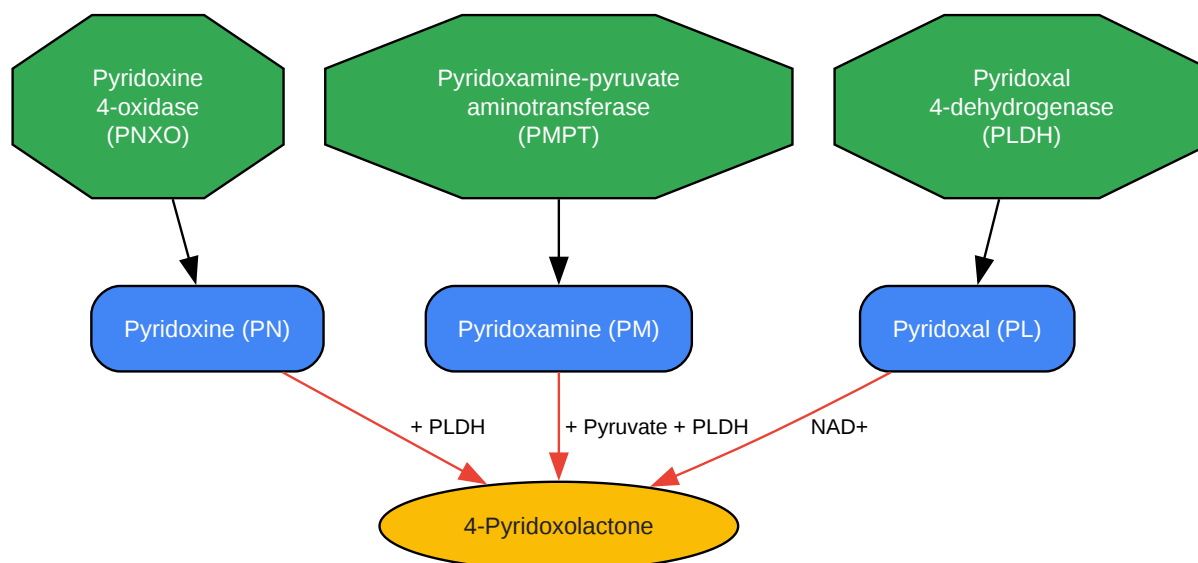 Pyridoxine
4-oxidase
(PNXO)
Pyridoxamine-pyruvate
aminotransferase
(PMPT)
Pyridoxal
4-dehydrogenase
(PLDH)
Pyridoxine (PN)
Pyridoxamine (PM)
Pyridoxal (PL)
+ PLDH
+ Pyruvate + PLDH
NAD+
4-Pyridoxolactone